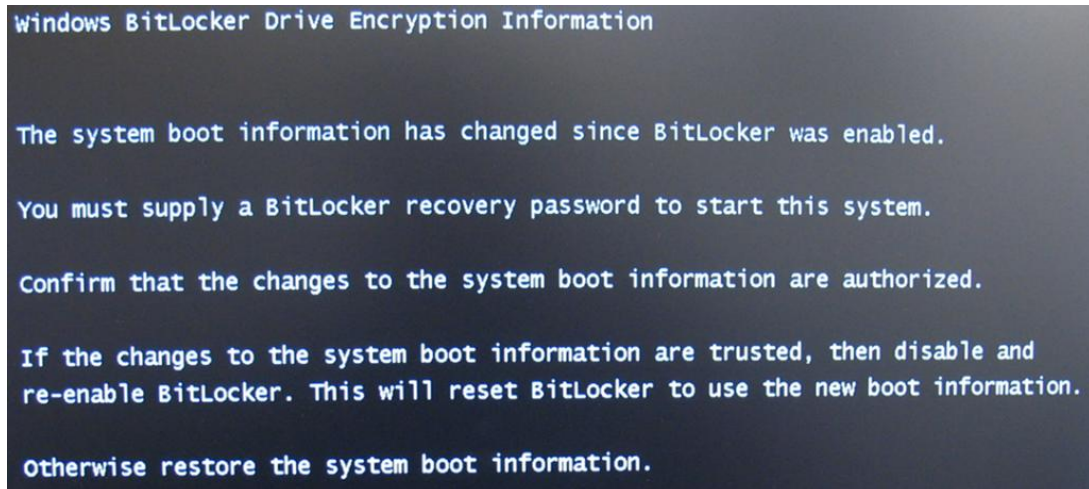 Windows BitLocker Drive Encryption Information
The system boot information has changed since BitLocker was enabled.
You must supply a BitLocker recovery password to start this system.
Confirm that the changes to the system boot information are authorized.
If the changes to the system boot information are trusted, then disable and
re-enable BitLocker. This will reset BitLocker to use the new boot information.
Otherwise restore the system boot information.